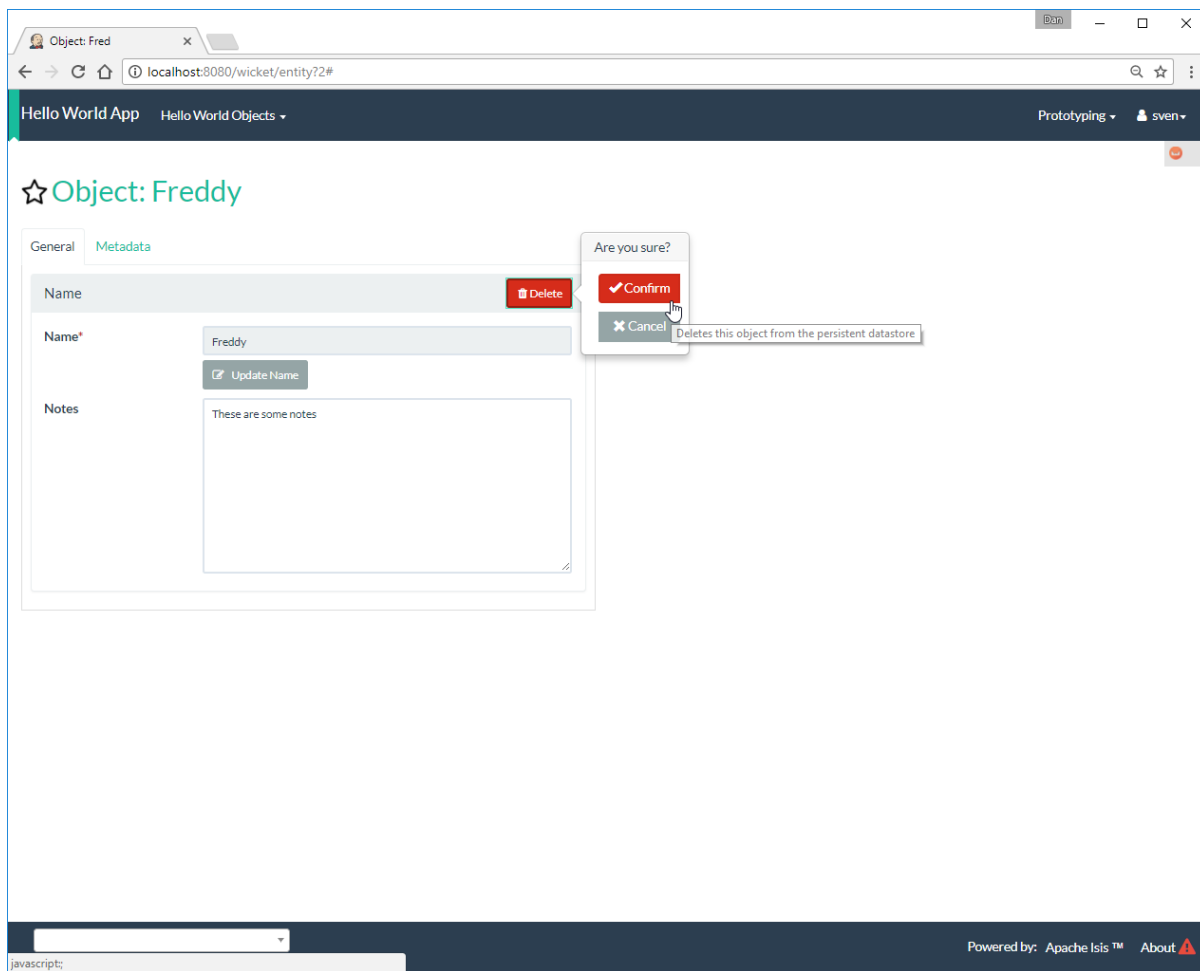 Dan
Object: Fred
localhost:8080/wicket/entity?2#
Hello World App Hello World Objects Prototyping sven
Object: Freddy
General Metadata
Are you sure?
Name Delete
Confirm
Cancel
Deletes this object from the persistent datastore
Name* Freddy
Update Name
Notes These are some notes
Powered by: Apache Isis ™ About
javascript:;